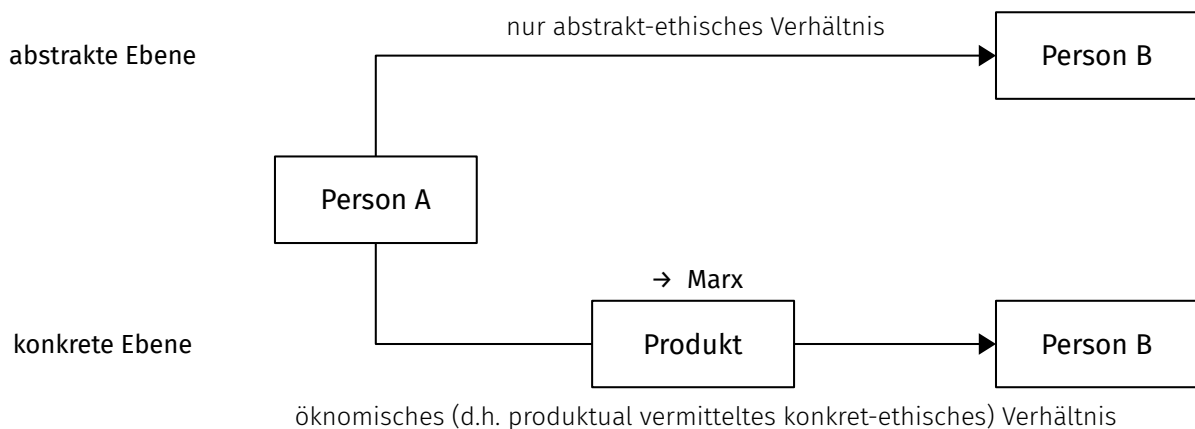 nur abstrakt-ethisches Verhältnis
abstrakte Ebene
Person B
Person A
→ Marx
konkrete Ebene
Produkt
Person B
öknomisches (d.h. produktual vermitteltes konkret-ethisches) Verhältnis